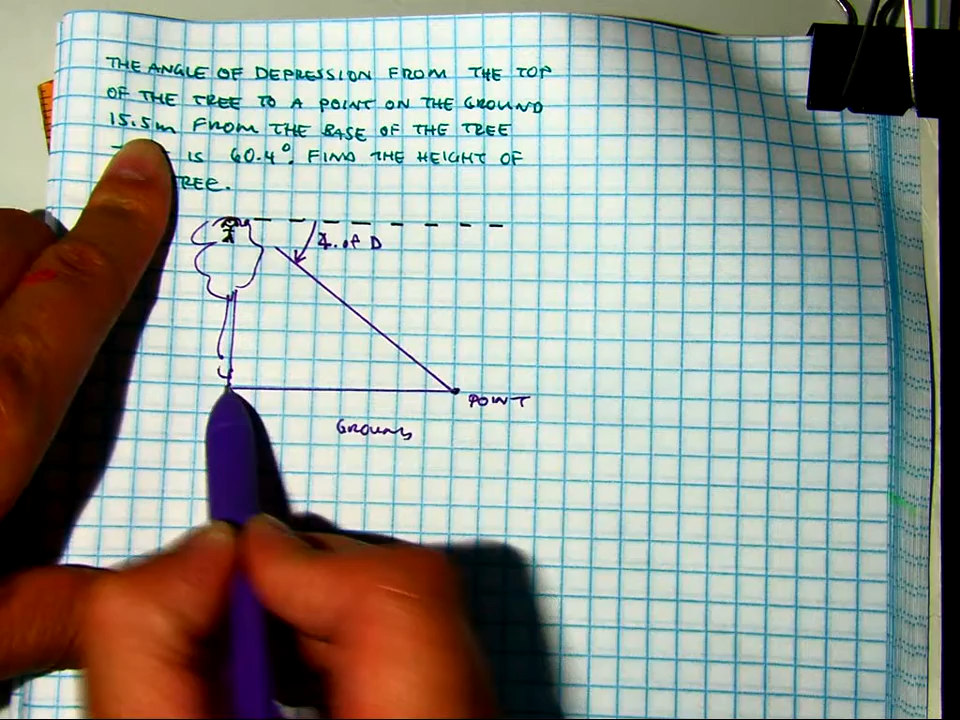 THE ANGLE OF DEPRESSION FROM THE TOP
OF THE TREE TO A POINT ON THE GROUND
15.5m FROM THE BASE OF THE TREE
IS 60.4°. FIND THE HEIGHT OF
TREE.
∡. of D
POINT
GROUND